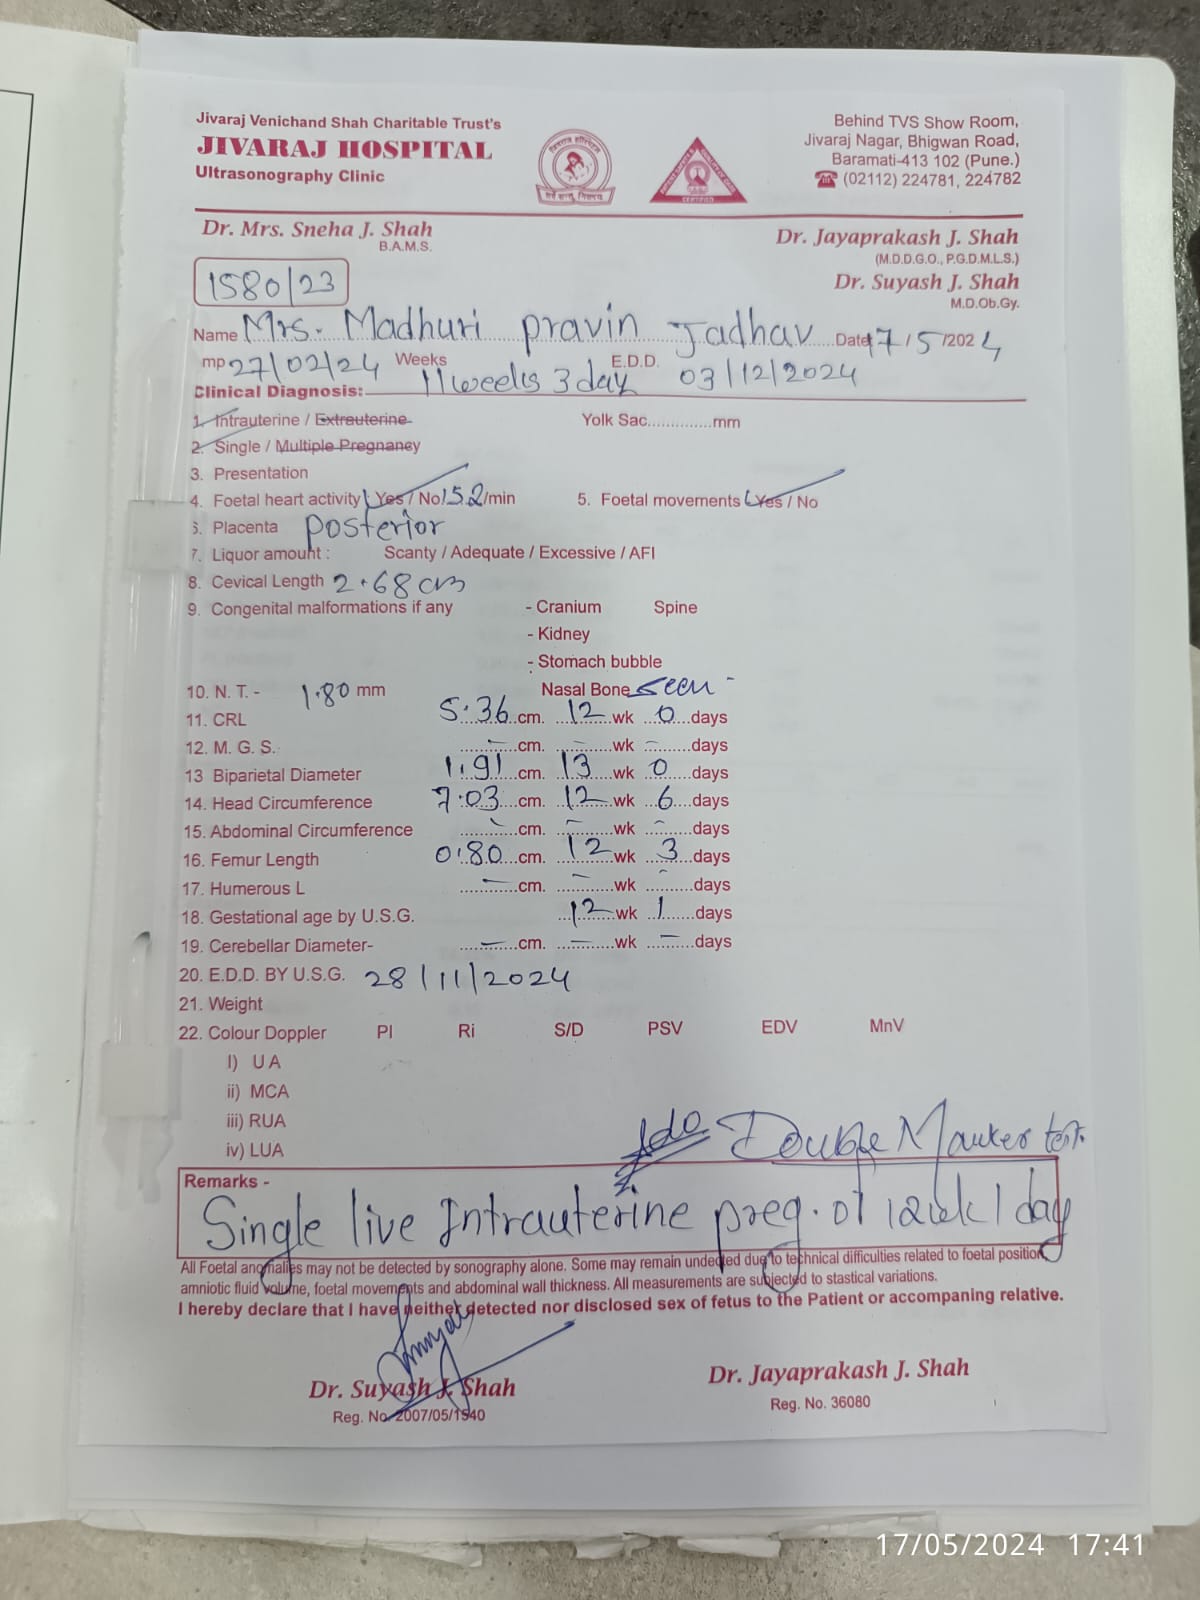 Jivaraj Venichand Shah Charitable Trust's
JIVARAJ HOSPITAL
Ultrasonography Clinic
Behind TVS Show Room,
Jivaraj Nagar, Bhigwan Road,
Baramati-413 102 (Pune.)
☎ (02112) 224781, 224782
CERTIFIED
Dr. Mrs. Sneha J. Shah
B.A.M.S.
Dr. Jayaprakash J. Shah
(M.D.D.G.O., P.G.D.M.L.S.)
Dr. Suyash J. Shah
M.D.Ob.Gy.
1580/23
Name Mrs. Madhuri pravin Jadhav Date 17/5/2024
mp 27/02/24 Weeks 11weeks 3 day E.D.D. 03/12/2024
Clinical Diagnosis:
1. Intrauterine / Extrauterine Yolk Sac..............mm
2. Single / Multiple Pregnancy
3. Presentation
4. Foetal heart activity Yes / No 152/min 5. Foetal movements Yes / No
6. Placenta posterior
7. Liquor amount : Scanty / Adequate / Excessive / AFI
8. Cevical Length 2.68 cm
9. Congenital malformations if any - Cranium Spine
- Kidney
- Stomach bubble
10. N. T. - 1.80 mm Nasal Bone seen -
11. CRL 5.36 cm. 12 wk 0 days
12. M. G. S. - cm. - wk - days
13 Biparietal Diameter 1.91 cm. 13 wk 0 days
14. Head Circumference 7.03 cm. 12 wk 6 days
15. Abdominal Circumference - cm. - wk - days
16. Femur Length 0.80 cm. 12 wk 3 days
17. Humerous L - cm. - wk - days
18. Gestational age by U.S.G. 12 wk 1 days
19. Cerebellar Diameter- - cm. - wk - days
20. E.D.D. BY U.S.G. 28/11/2024
21. Weight
22. Colour Doppler PI Ri S/D PSV EDV MnV
I) U A
ii) MCA
iii) RUA
iv) LUA
Double Marker test.
Remarks -
Single live Intrauterine preg. of 12wk 1 day
All Foetal anomalies may not be detected by sonography alone. Some may remain undected due to technical difficulties related to foetal position,
amniotic fluid volume, foetal movements and abdominal wall thickness. All measurements are subjected to stastical variations.
I hereby declare that I have neither detected nor disclosed sex of fetus to the Patient or accompaning relative.
Dr. Suyash J. Shah
Reg. No. 2007/05/1940
Dr. Jayaprakash J. Shah
Reg. No. 36080
17/05/2024 17:41